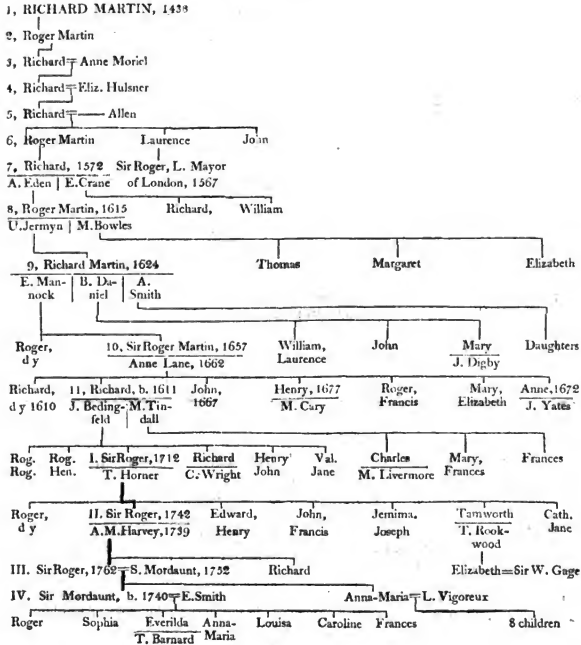 1, RICHARD MARTIN, 1438
2, Roger Martin
3, Richard Anne Moriel
4, Richard Eliz. Hulsner
5, Richard Allen
6, Roger Martin Laurence John
7, Richard, 1572 Sir Roger, L. Mayor
A. Eden | E. Crane of London, 1567
8, Roger Martin, 1615 Richard, William
U. Jermyn | M. Bowles
9, Richard Martin, 1624 Thomas Margaret Elizabeth
E. Man- | B. Da- | A.
nock | niel | Smith
Roger, 10, Sir Roger Martin, 1657 William, John Mary Daughters
d y Anne Lane, 1662 Laurence J. Digby
Richard, 11, Richard, b. 1611 John, Henry, 1677 Roger, Mary, Anne, 1672
d y 1610 J. Beding- M. Tin- 1667 M. Cary Francis Elizabeth J. Yates
feld dall
Rog. Rog. I. Sir Roger, 1712 Richard Henry Val. Charles Mary, Frances
Rog. Hen. T. Horner C. Wright John Jane M. Livermore Frances
Roger, II. Sir Roger, 1742 Edward, John, Jemima, Tamworth Cath.
d y A.M. Harvey, 1739 Henry Francis Joseph T. Rook- Jane
wood
III. Sir Roger, 1762 S. Mordaunt, 1752 Richard Elizabeth=Sir W. Gage
IV. Sir Mordaunt, b. 1740 E. Smith Anna-Maria L. Vigoreux
Roger Sophia Everilda Anna- Louisa Caroline Frances 8 children
T. Barnard Maria